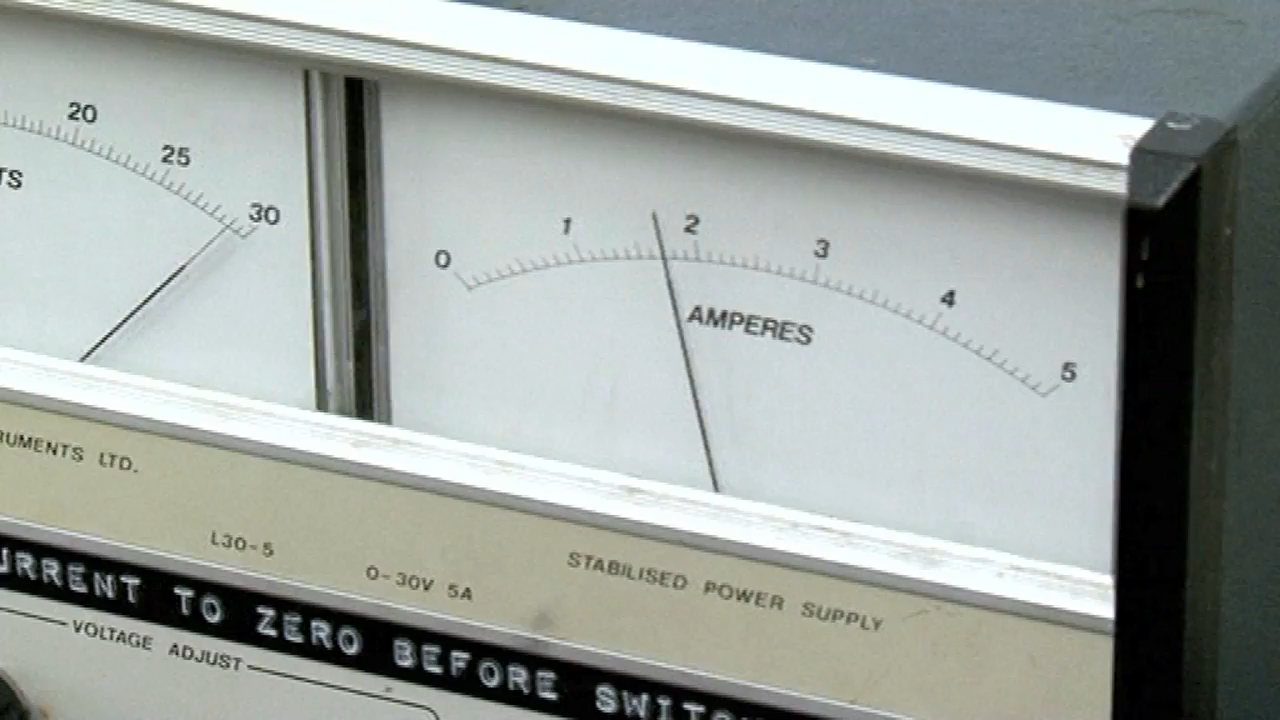 20
25
30
TS
0 1 2 3 4 5
AMPERES
RUMENTS LTD.
L30-5
0-30V 5A
STABILISED POWER SUPPLY
URRENT TO ZERO BEFORE SWITCH
VOLTAGE ADJUST